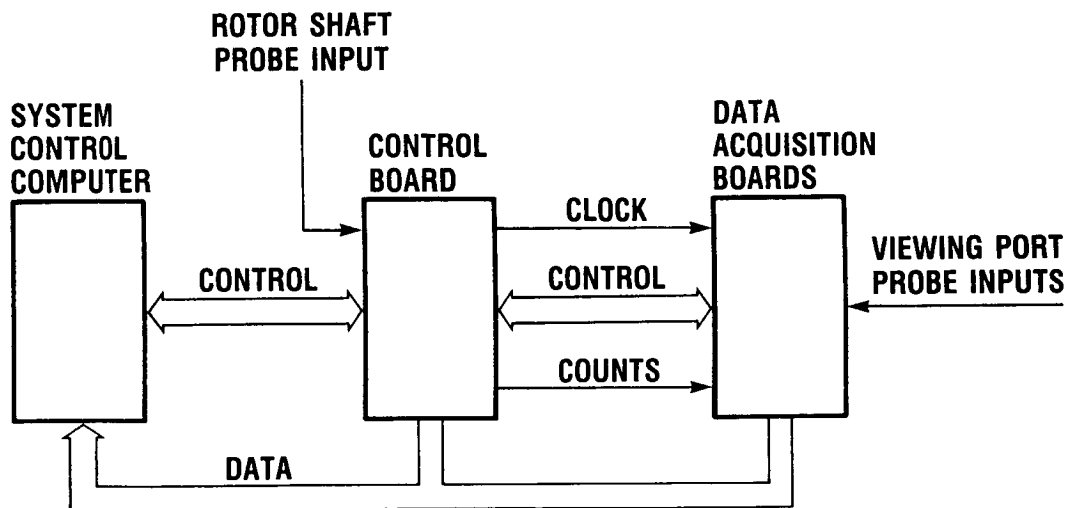 ROTOR SHAFT
PROBE INPUT
SYSTEM
CONTROL
COMPUTER
CONTROL
BOARD
DATA
ACQUISITION
BOARDS
CLOCK
VIEWING PORT
PROBE INPUTS
CONTROL
CONTROL
COUNTS
DATA